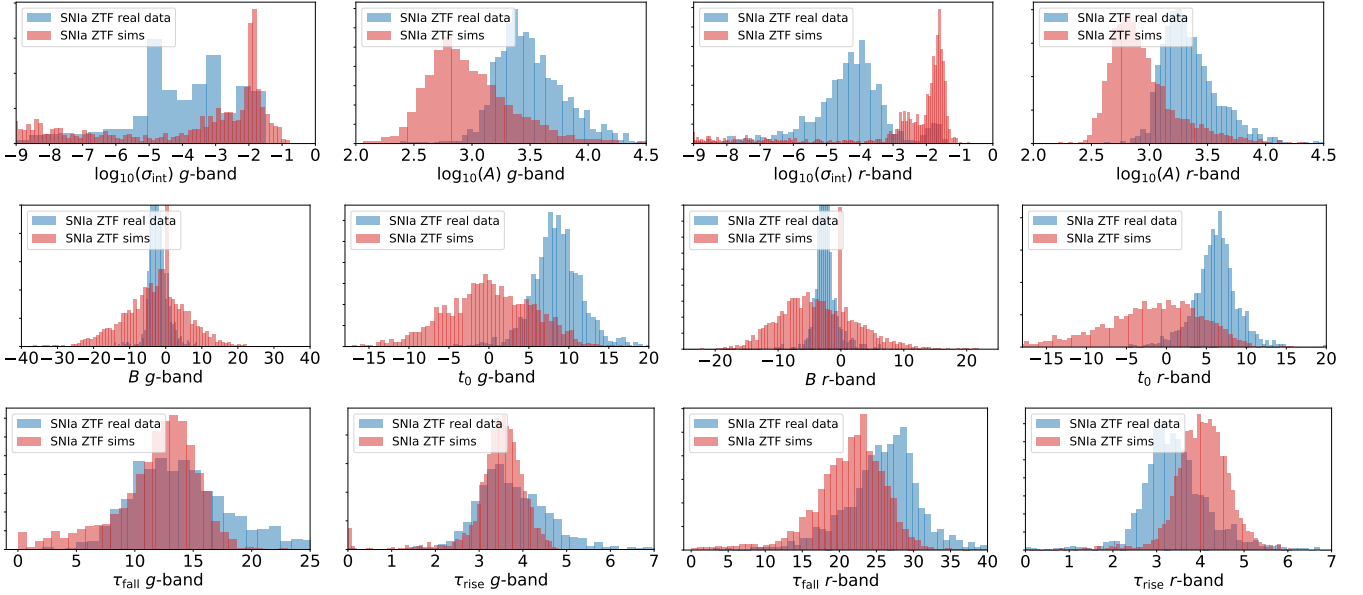 SNIa ZTF real data
SNIa ZTF sims
−9 −8 −7 −6 −5 −4 −3 −2 −1 0
log₁₀(σ_int) g-band
SNIa ZTF real data
SNIa ZTF sims
2.0 2.5 3.0 3.5 4.0 4.5
log₁₀(A) g-band
SNIa ZTF real data
SNIa ZTF sims
−9 −8 −7 −6 −5 −4 −3 −2 −1 0
log₁₀(σ_int) r-band
SNIa ZTF real data
SNIa ZTF sims
2.0 2.5 3.0 3.5 4.0 4.5
log₁₀(A) r-band
SNIa ZTF real data
SNIa ZTF sims
−40 −30 −20 −10 0 10 20 30 40
B g-band
SNIa ZTF real data
SNIa ZTF sims
−15 −10 −5 0 5 10 15 20
t₀ g-band
SNIa ZTF real data
SNIa ZTF sims
−20 −10 0 10 20
B r-band
SNIa ZTF real data
SNIa ZTF sims
−15 −10 −5 0 5 10 15 20
t₀ r-band
SNIa ZTF real data
SNIa ZTF sims
0 5 10 15 20 25
τ_fall g-band
SNIa ZTF real data
SNIa ZTF sims
0 1 2 3 4 5 6 7
τ_rise g-band
SNIa ZTF real data
SNIa ZTF sims
0 5 10 15 20 25 30 35 40
τ_fall r-band
SNIa ZTF real data
SNIa ZTF sims
0 1 2 3 4 5 6 7
τ_rise r-band